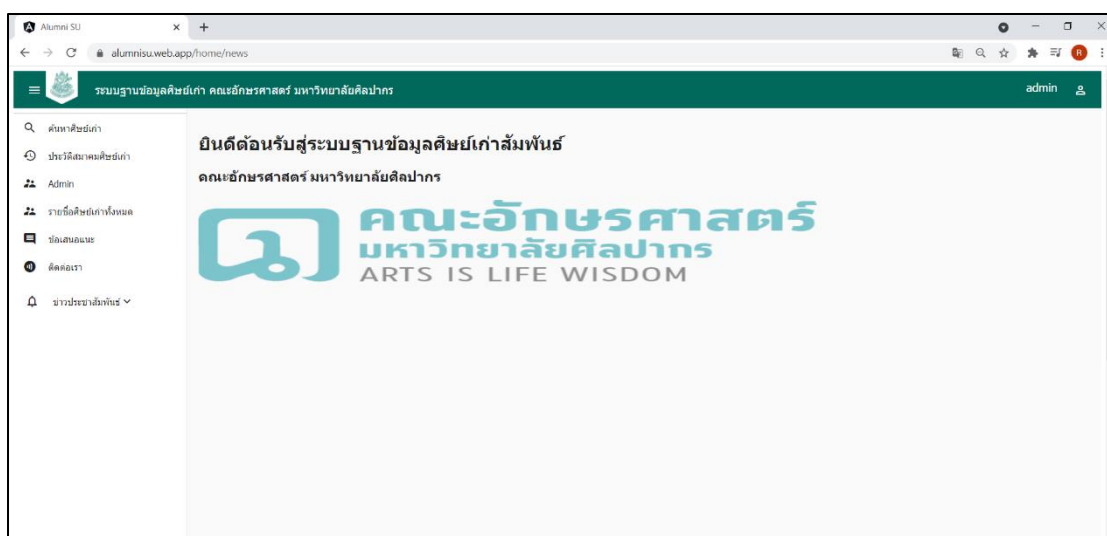 Alumni SU
alumnisu.web.app/home/news
R
ระบบฐานข้อมูลศิษย์เก่า คณะอักษรศาสตร์ มหาวิทยาลัยศิลปากร
admin
ค้นหาศิษย์เก่า
ประวัติสมาคมศิษย์เก่า
Admin
รายชื่อศิษย์เก่าทั้งหมด
ข้อเสนอแนะ
ติดต่อเรา
ข่าวประชาสัมพันธ์
ยินดีต้อนรับสู่ระบบฐานข้อมูลศิษย์เก่าสัมพันธ์
คณะอักษรศาสตร์ มหาวิทยาลัยศิลปากร
คณะอักษรศาสตร์
มหาวิทยาลัยศิลปากร
ARTS IS LIFE WISDOM